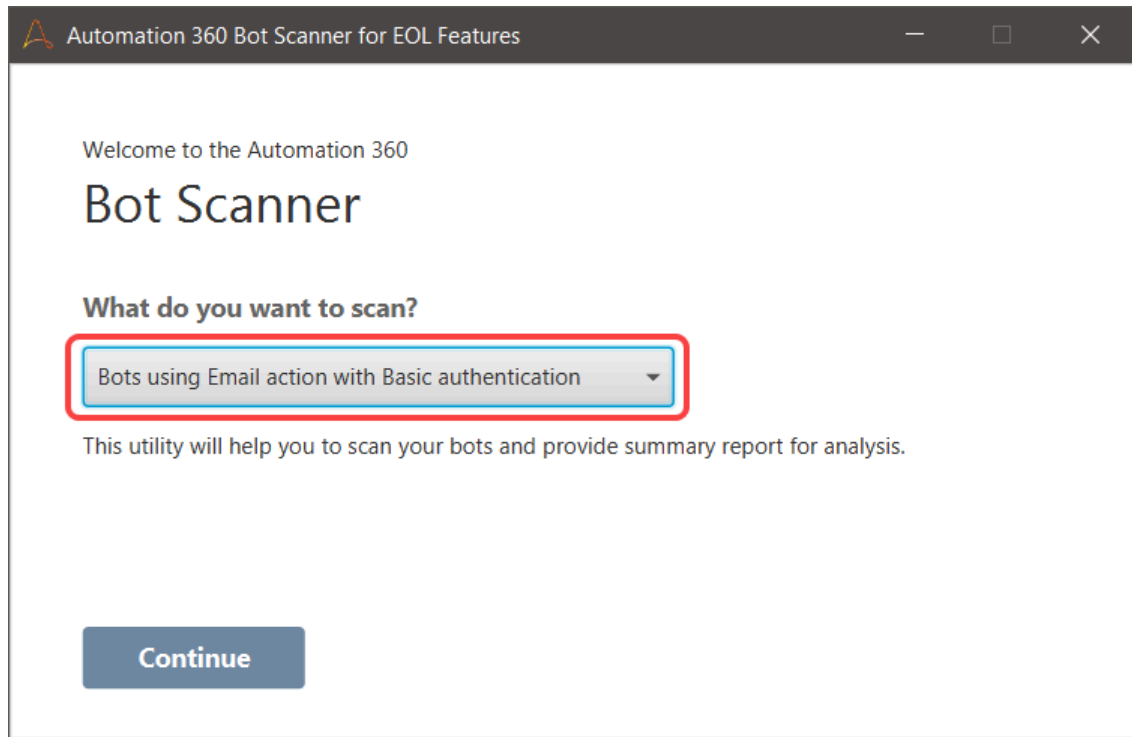 Automation 360 Bot Scanner for EOL Features
Welcome to the Automation 360
Bot Scanner
What do you want to scan?
Bots using Email action with Basic authentication
This utility will help you to scan your bots and provide summary report for analysis.
Continue